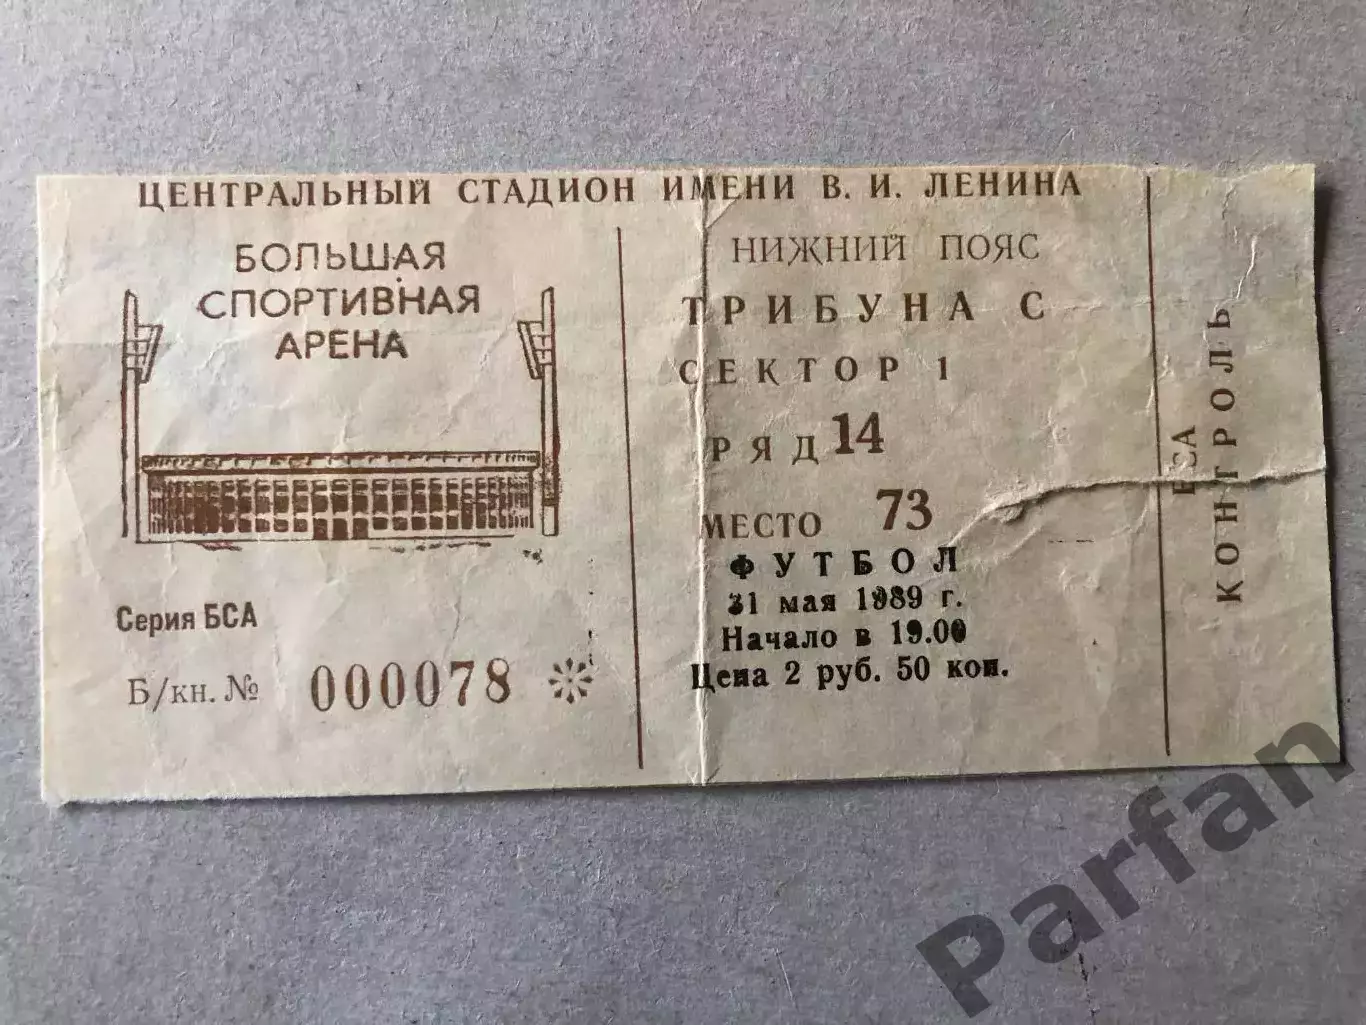 ЦЕНТРАЛЬНЫЙ СТАДИОН ИМЕНИ В. И. ЛЕНИНА
БОЛЬШАЯ
СПОРТИВНАЯ
АРЕНА
Серия БСА
Б/кн. № 000078
НИЖНИЙ ПОЯС
ТРИБУНА С
СЕКТОР 1
РЯД 14
МЕСТО 73
ФУТБОЛ
31 мая 1989 г.
Начало в 19.00
Цена 2 руб. 50 коп.
БСА
КОНТРОЛЬ
Parfan